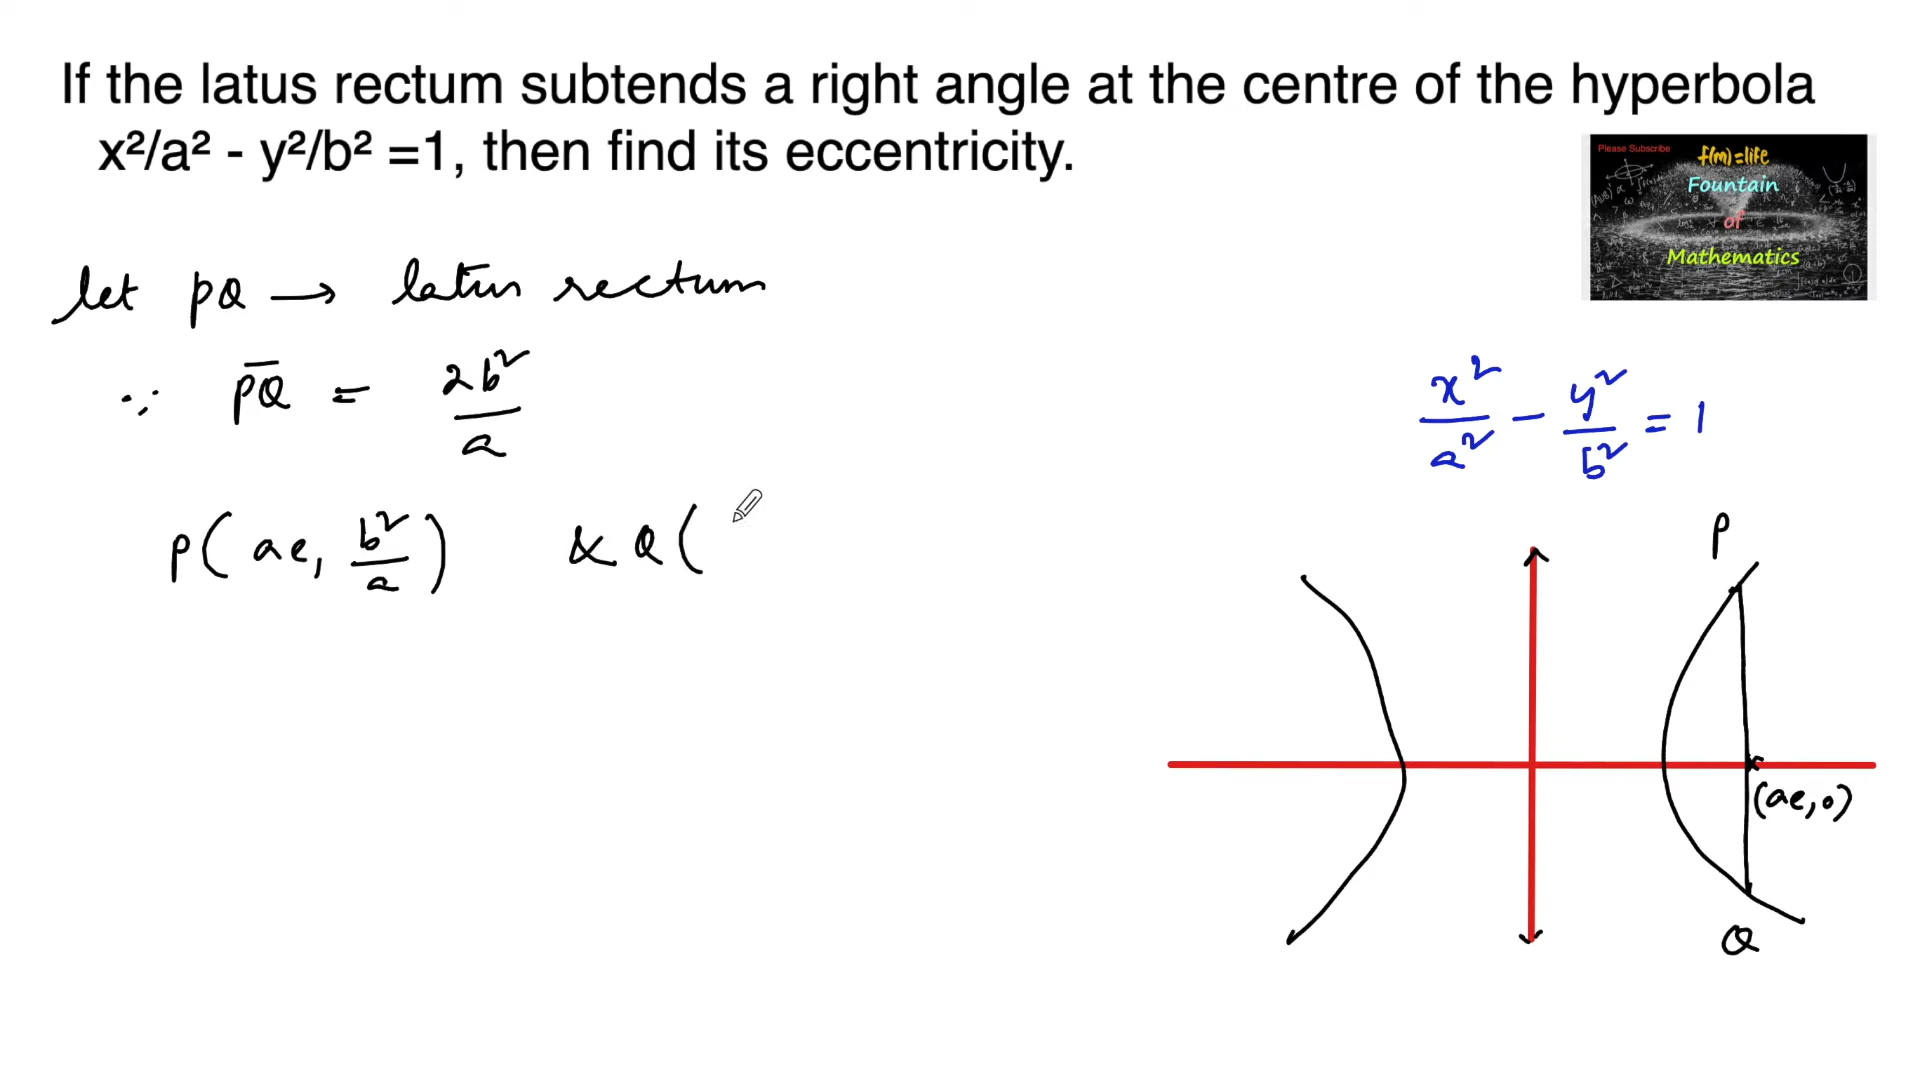 If the latus rectum subtends a right angle at the centre of the hyperbola
x²/a² - y²/b² =1, then find its eccentricity.
Please Subscribe
f(m)=life
Fountain
of
Mathematics
let PQ → latus rectum
∵ P̅Q̅ = 2b²/a
x²/a² - y²/b² = 1
P(ae, b²/a) & Q(
P
(ae,0)
Q